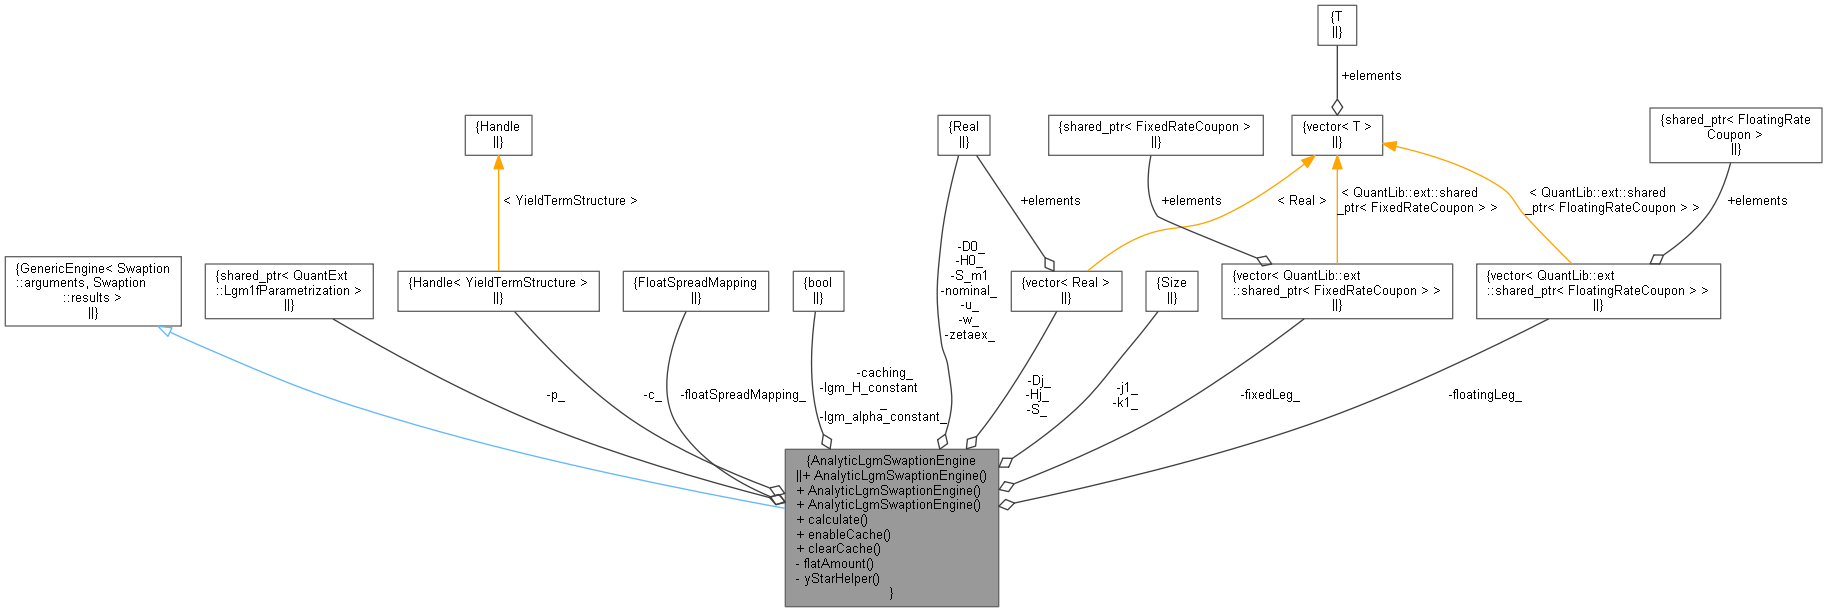 {T
||}
+elements
{Handle
||}
{Real
||}
{shared_ptr< FixedRateCoupon >
||}
{vector< T >
||}
{shared_ptr< FloatingRate
Coupon >
||}
< YieldTermStructure >
+elements
+elements
< Real >
< QuantLib::ext::shared
_ptr< FixedRateCoupon > >
< QuantLib::ext::shared
_ptr< FloatingRateCoupon > >
+elements
{GenericEngine< Swaption
::arguments, Swaption
::results >
||}
{shared_ptr< QuantExt
::Lgm1fParametrization >
||}
{Handle< YieldTermStructure >
||}
{FloatSpreadMapping
||}
{bool
||}
-D0_
-H0_
-S_m1
-nominal_
-u_
-w_
-zetaex_
{vector< Real >
||}
{Size
||}
{vector< QuantLib::ext
::shared_ptr< FixedRateCoupon > >
||}
{vector< QuantLib::ext
::shared_ptr< FloatingRateCoupon > >
||}
-p_
-c_
-floatSpreadMapping_
-caching_
-lgm_H_constant
_
-lgm_alpha_constant_
-Dj_
-Hj_
-S_
-j1_
-k1_
-fixedLeg_
-floatingLeg_
{AnalyticLgmSwaptionEngine
||+ AnalyticLgmSwaptionEngine()
+ AnalyticLgmSwaptionEngine()
+ AnalyticLgmSwaptionEngine()
+ calculate()
+ enableCache()
+ clearCache()
- flatAmount()
- yStarHelper()
}